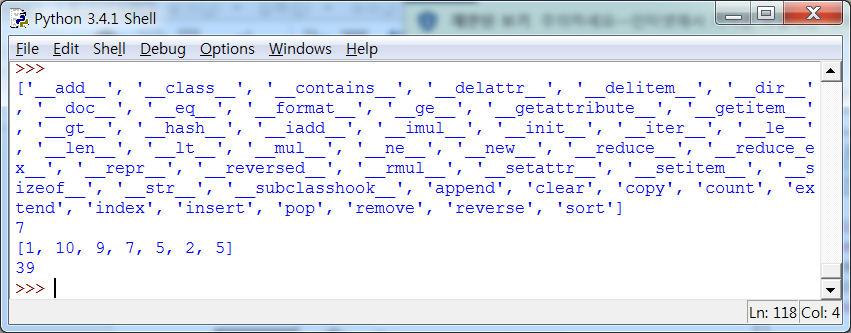 Python 3.4.1 Shell
File Edit Shell Debug Options Windows Help
>>>
['__add__', '__class__', '__contains__', '__delattr__', '__delitem__', '__dir__'
, '__doc__', '__eq__', '__format__', '__ge__', '__getattribute__', '__getitem__'
, '__gt__', '__hash__', '__iadd__', '__imul__', '__init__', '__iter__', '__le__'
, '__len__', '__lt__', '__mul__', '__ne__', '__new__', '__reduce__', '__reduce_e
x__', '__repr__', '__reversed__', '__rmul__', '__setattr__', '__setitem__', '__s
izeof__', '__str__', '__subclasshook__', 'append', 'clear', 'copy', 'count', 'ex
tend', 'index', 'insert', 'pop', 'remove', 'reverse', 'sort']
7
[1, 10, 9, 7, 5, 2, 5]
39
>>>
Ln: 118 Col: 4